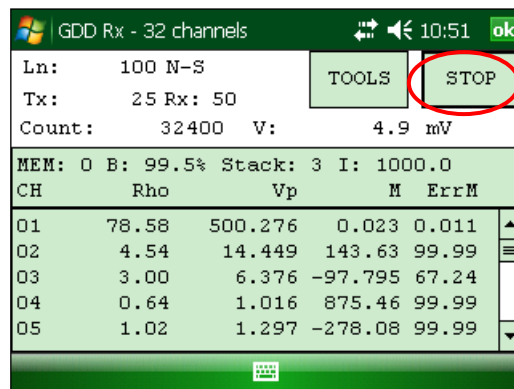 GDD Rx - 32 channels 10:51 ok
Ln: 100 N-S TOOLS STOP
Tx: 25 Rx: 50
Count: 32400 V: 4.9 mV
MEM: 0 B: 99.5% Stack: 3 I: 1000.0
CH Rho Vp M ErrM
01 78.58 500.276 0.023 0.011
02 4.54 14.449 143.63 99.99
03 3.00 6.376 -97.795 67.24
04 0.64 1.016 875.46 99.99
05 1.02 1.297 -278.08 99.99